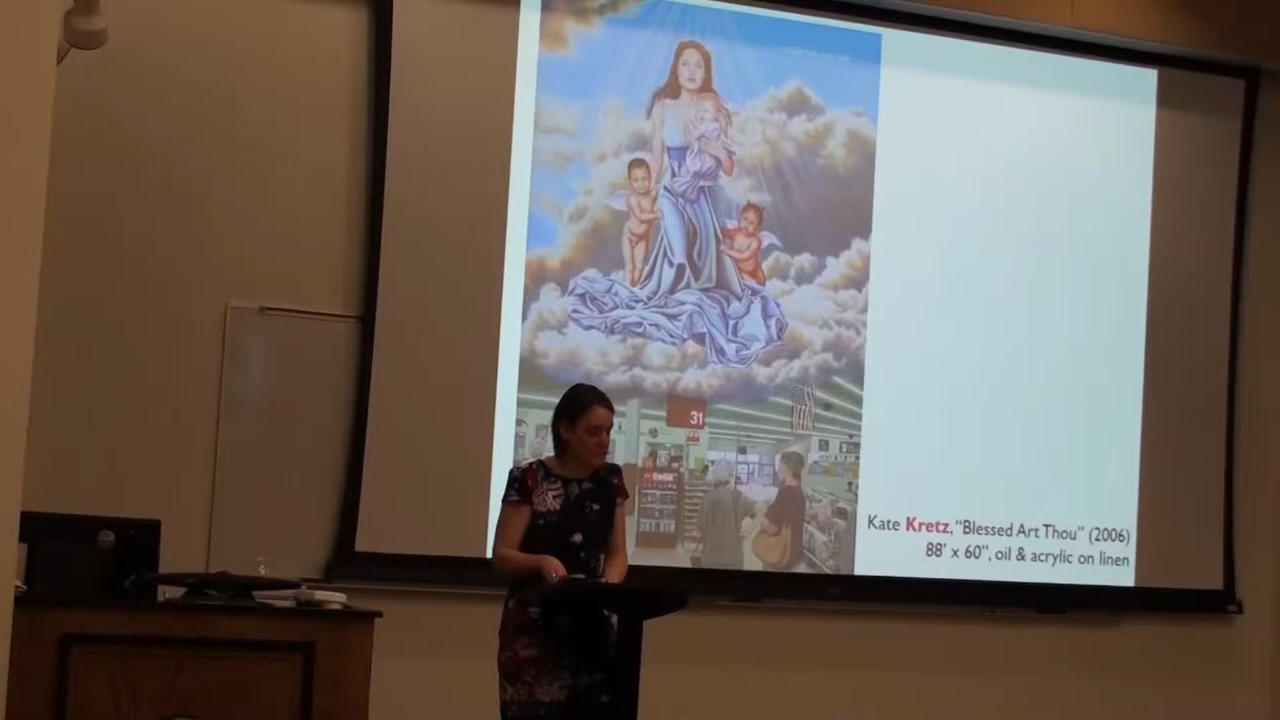 31
Kate Kretz, “Blessed Art Thou” (2006)
88' x 60”, oil & acrylic on linen